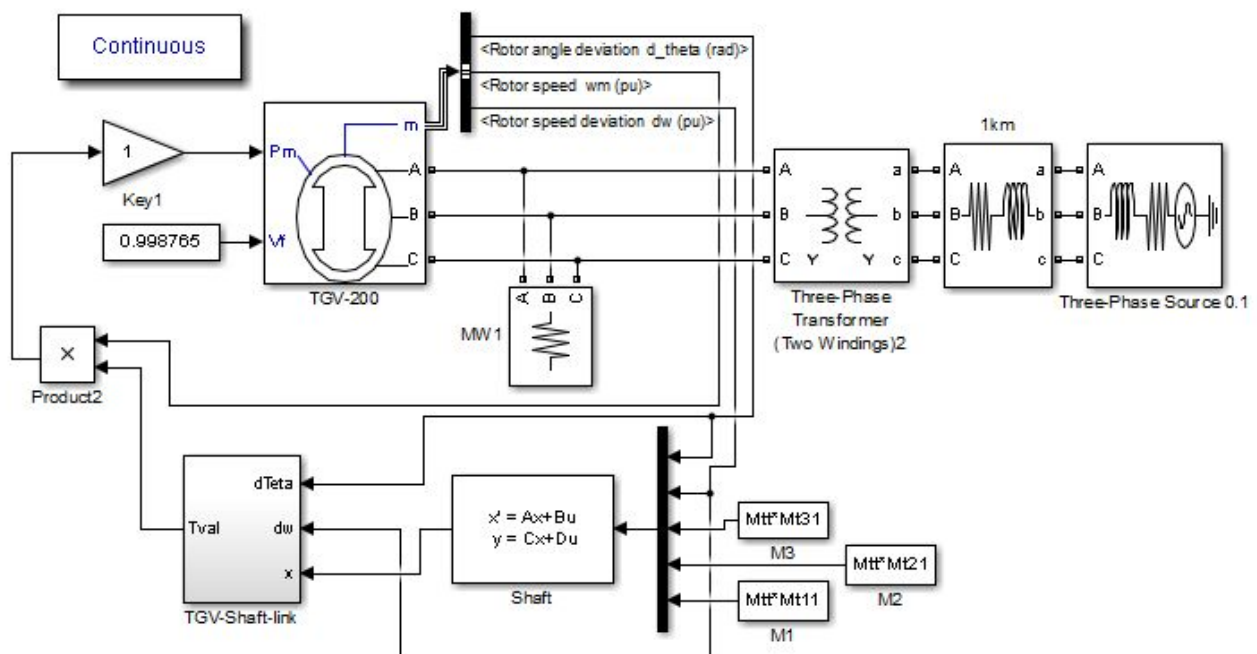 Continuous
<Rotor angle deviation d_theta (rad)>
<Rotor speed wm (pu)>
<Rotor speed deviation dw (pu)>
1
Key1
0.998765
Pm
Vf
m
A
B
C
TGV-200
A B C
MW1
A
B
C
a
b
c
Y Y
Three-Phase
Transformer
(Two Windings)2
1km
A
B
C
a
b
c
A
B
C
Three-Phase Source 0.1
×
Product2
dTeta
Tval
dw
x
TGV-Shaft-link
x' = Ax+Bu
y = Cx+Du
Shaft
Mtt*Mt31
M3
Mtt*Mt21
M2
Mtt*Mt11
M1